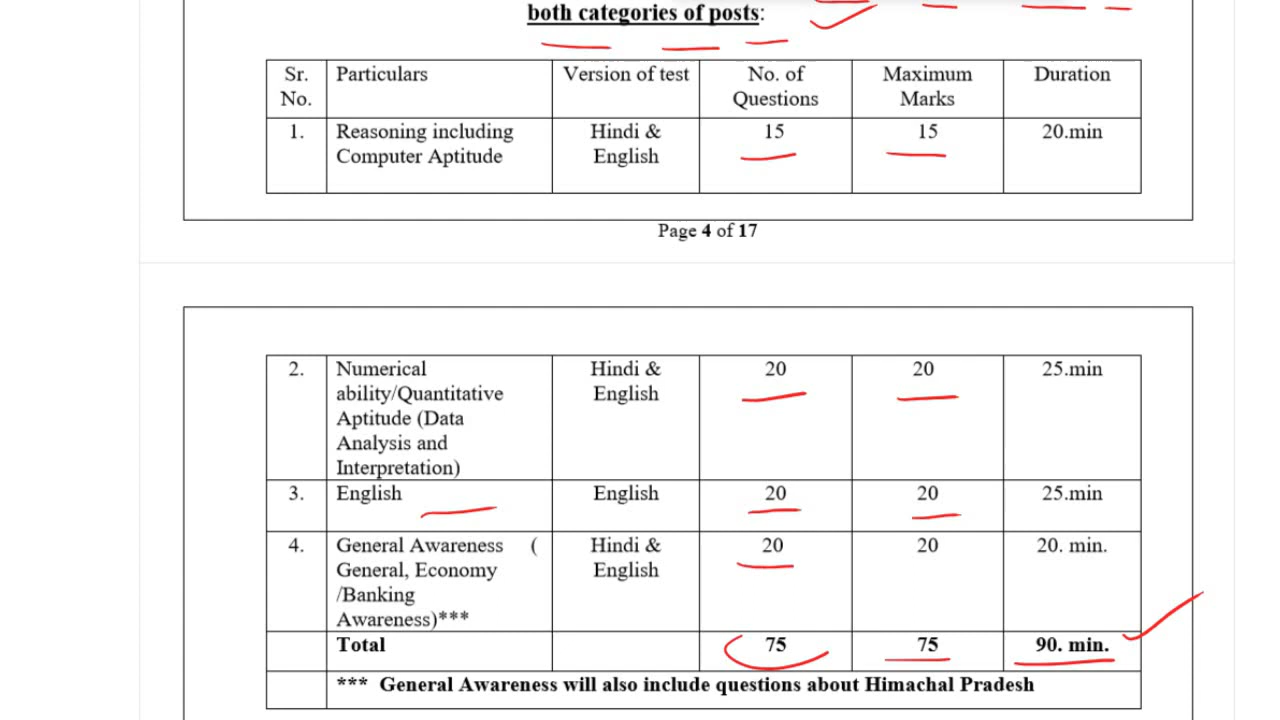 both categories of posts:
Sr. No. Particulars Version of test No. of Questions Maximum Marks Duration
1. Reasoning including Computer Aptitude Hindi & English 15 15 20.min
Page 4 of 17
2. Numerical ability/Quantitative Aptitude (Data Analysis and Interpretation) Hindi & English 20 20 25.min
3. English English 20 20 25.min
4. General Awareness ( General, Economy /Banking Awareness)*** Hindi & English 20 20 20. min.
Total 75 75 90. min.
*** General Awareness will also include questions about Himachal Pradesh